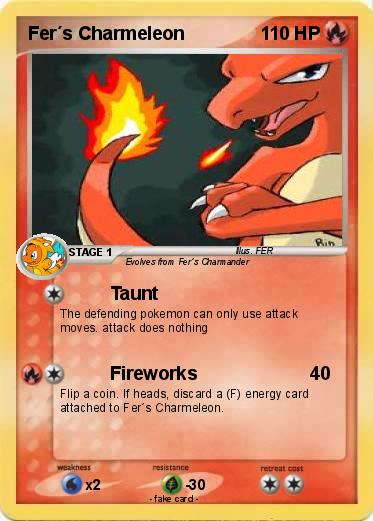 Fer´s Charmeleon 110 HP
STAGE 1
Illus. FER
Evolves from Fer´s Charmander
Taunt
The defending pokemon can only use attack
moves. attack does nothing
Fireworks 40
Flip a coin. If heads, discard a (F) energy card
attached to Fer´s Charmeleon.
weakness resistance retreat cost
x2 -30
- fake card -